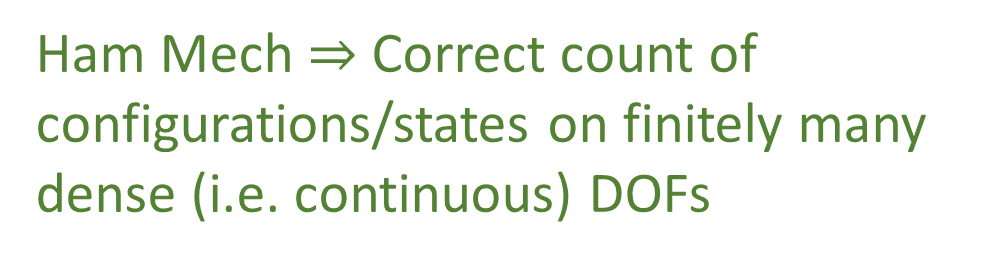 Ham Mech ⇒ Correct count of
configurations/states on finitely many
dense (i.e. continuous) DOFs